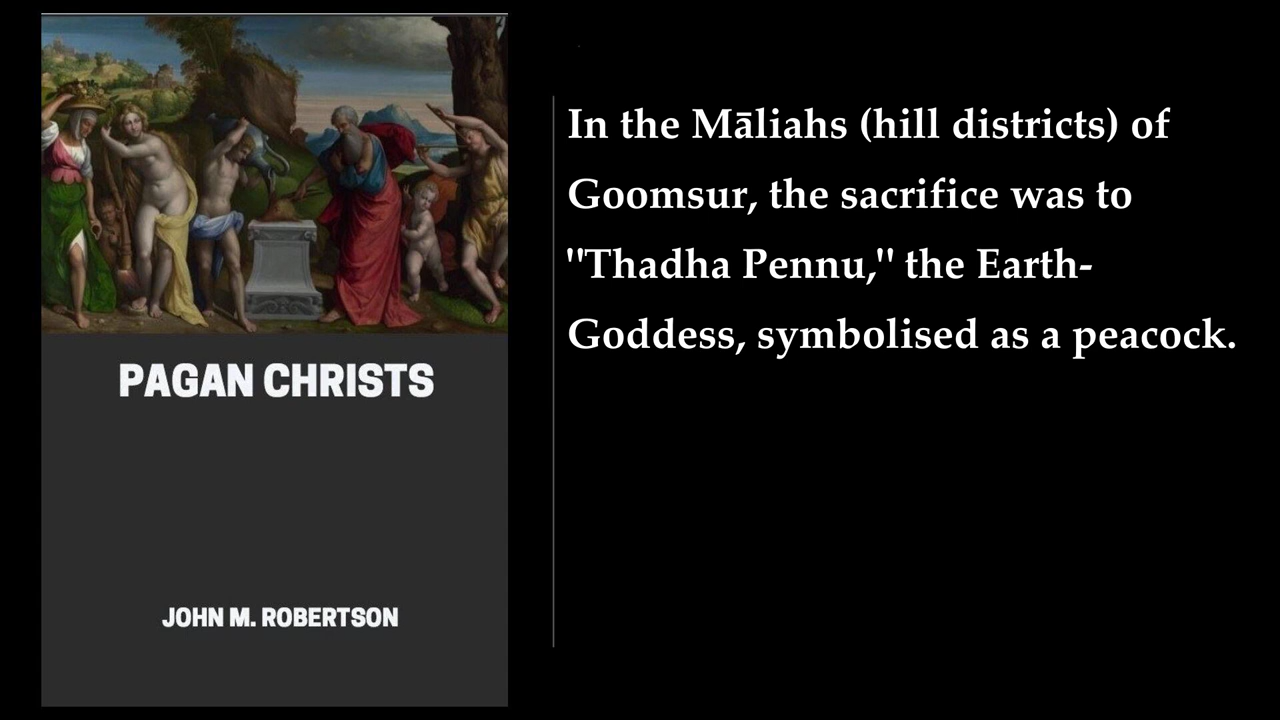 PAGAN CHRISTS
JOHN M. ROBERTSON
In the Māliahs (hill districts) of
Goomsur, the sacrifice was to
"Thadha Pennu," the Earth-
Goddess, symbolised as a peacock.